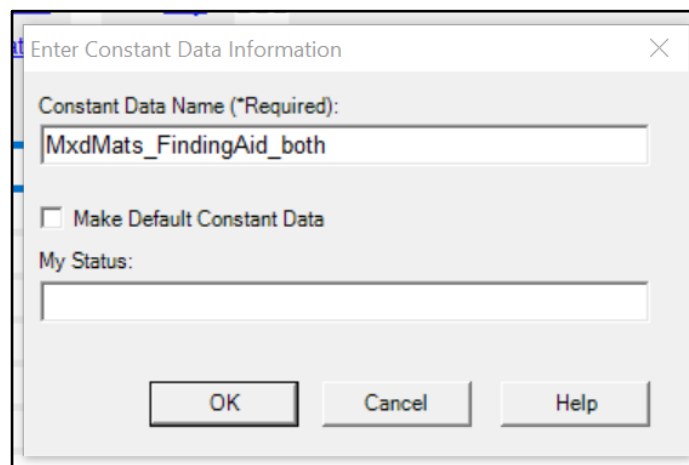 Enter Constant Data Information
Constant Data Name (*Required):
MxdMats_FindingAid_both
Make Default Constant Data
My Status:
OK Cancel Help